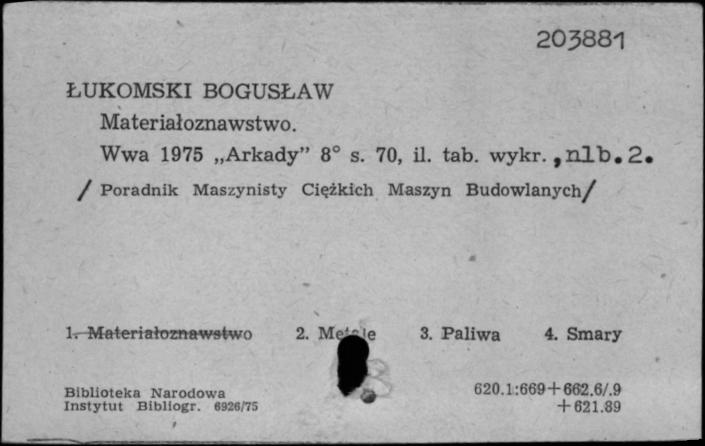 203881
ŁUKOMSKI BOGUSŁAW
Materiałoznawstwo.
Wwa 1975 „Arkady” 8° s. 70, il. tab. wykr. , nlb. 2.
/ Poradnik Maszynisty Ciężkich Maszyn Budowlanych /
1. Materiałoznawstwo 2. Metale 3. Paliwa 4. Smary
Biblioteka Narodowa
Instytut Bibliogr. 6926/75
620.1:669+662.6/.9
+621.89